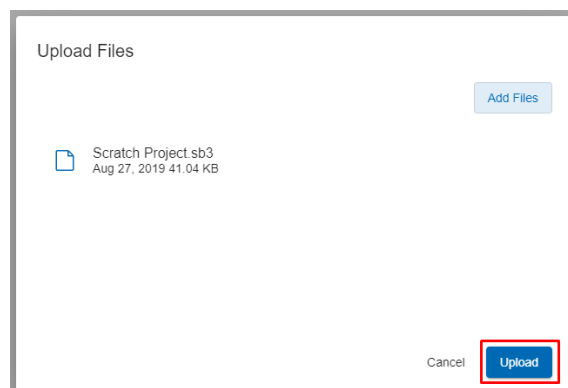 Upload Files
Add Files
Scratch Project.sb3
Aug 27, 2019 41.04 KB
Cancel
Upload